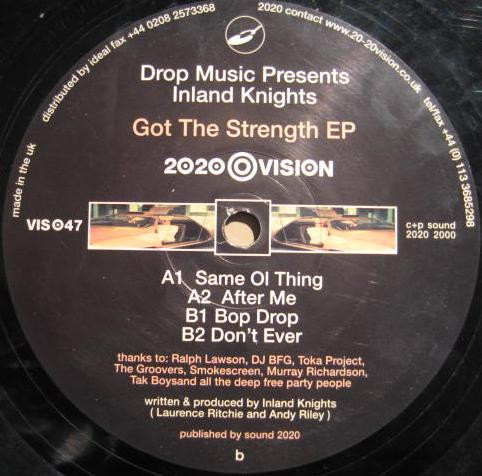 made in the uk
distributed by ideal fax +44 0208 2573368
2020 contact www.20-20vision.co.uk tel/fax +44 (0) 113 3685298
Drop Music Presents
Inland Knights
Got The Strength EP
2020 VISION
VIS047
c+p sound
2020 2000
A1 Same Ol Thing
A2 After Me
B1 Bop Drop
B2 Don't Ever
thanks to: Ralph Lawson, DJ BFG, Toka Project,
The Groovers, Smokescreen, Murray Richardson,
Tak Boysand all the deep free party people
written & produced by Inland Knights
( Laurence Ritchie and Andy Riley )
published by sound 2020
b